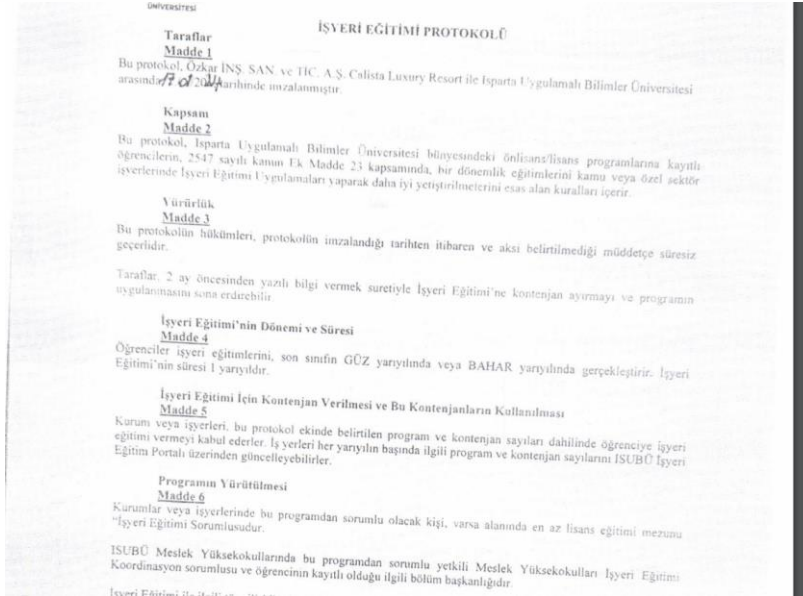 ÜNİVERSİTESİ
İŞYERİ EĞİTİMİ PROTOKOLÜ
Taraflar
Madde 1
Bu protokol, Özkar İNŞ. SAN. ve TİC. A.Ş. Calista Luxury Resort ile Isparta Uygulamalı Bilimler Üniversitesi
arasında tarihinde imzalanmıştır.
Kapsam
Madde 2
Bu protokol, Isparta Uygulamalı Bilimler Üniversitesi bünyesindeki önlisans/lisans programlarına kayıtlı
öğrencilerin, 2547 sayılı kanun Ek Madde 23 kapsamında, bir dönemlik eğitimlerini kamu veya özel sektör
işyerlerinde İşyeri Eğitimi Uygulamaları yaparak daha iyi yetiştirilmelerini esas alan kuralları içerir.
Yürürlük
Madde 3
Bu protokolün hükümleri, protokolün imzalandığı tarihten itibaren ve aksi belirtilmediği müddetçe süresiz
geçerlidir.
Taraflar, 2 ay öncesinden yazılı bilgi vermek suretiyle İşyeri Eğitimi'ne kontenjan ayırmayı ve programın
uygulanmasını sona erdirebilir.
İşyeri Eğitimi'nin Dönemi ve Süresi
Madde 4
Öğrenciler işyeri eğitimlerini, son sınıfın GÜZ yarıyılında veya BAHAR yarıyılında gerçekleştirir. İşyeri
Eğitimi'nin süresi 1 yarıyıldır.
İşyeri Eğitimi İçin Kontenjan Verilmesi ve Bu Kontenjanların Kullanılması
Madde 5
Kurum veya işyerleri, bu protokol ekinde belirtilen program ve kontenjan sayıları dahilinde öğrenciye işyeri
eğitimi vermeyi kabul ederler. İş yerleri her yarıyılın başında ilgili program ve kontenjan sayılarını ISUBÜ İşyeri
Eğitim Portalı üzerinden güncelleyebilirler.
Programın Yürütülmesi
Madde 6
Kurumlar veya işyerlerinde bu programdan sorumlu olacak kişi, varsa alanında en az lisans eğitimi mezunu
"İşyeri Eğitimi Sorumlusudur.
ISUBÜ Meslek Yüksekokullarında bu programdan sorumlu yetkili Meslek Yüksekokulları İşyeri Eğitimi
Koordinasyon sorumlusu ve öğrencinin kayıtlı olduğu ilgili bölüm başkanlığıdır.
İşyeri Eğitimi ile ilgili